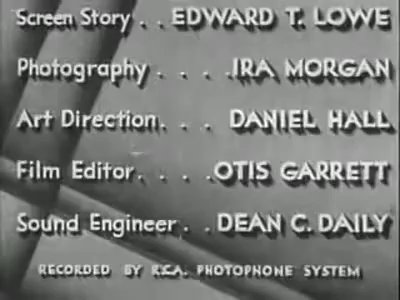 Screen Story . . EDWARD T. LOWE
Photography . . . . IRA MORGAN
Art Direction . . . DANIEL HALL
Film Editor . . . . OTIS GARRETT
Sound Engineer . . DEAN C. DAILY
RECORDED BY R.C.A. PHOTOPHONE SYSTEM